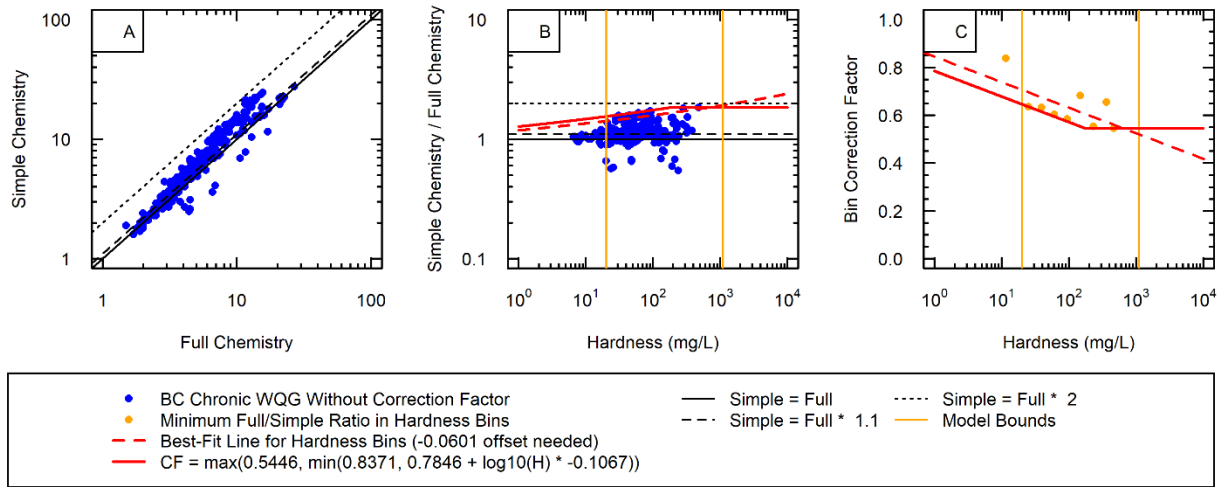 A
Simple Chemistry
100
10
1
1
10
100
Full Chemistry
B
Simple Chemistry / Full Chemistry
10
1
0.1
10^0
10^1
10^2
10^3
10^4
Hardness (mg/L)
C
Bin Correction Factor
1.0
0.8
0.6
0.4
0.2
0.0
10^0
10^1
10^2
10^3
10^4
Hardness (mg/L)
BC Chronic WQG Without Correction Factor
Minimum Full/Simple Ratio in Hardness Bins
Best-Fit Line for Hardness Bins (-0.0601 offset needed)
CF = max(0.5446, min(0.8371, 0.7846 + log10(H) * -0.1067))
Simple = Full
Simple = Full * 1.1
Simple = Full * 2
Model Bounds